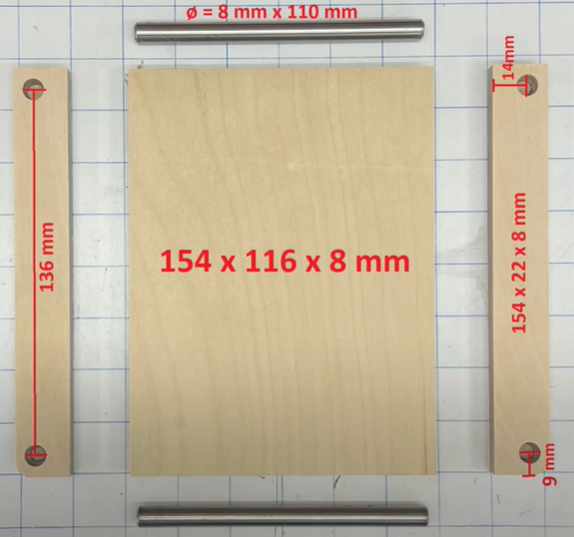 ø = 8 mm x 110 mm
14mm
136 mm
154 x 116 x 8 mm
154 x 22 x 8 mm
9 mm